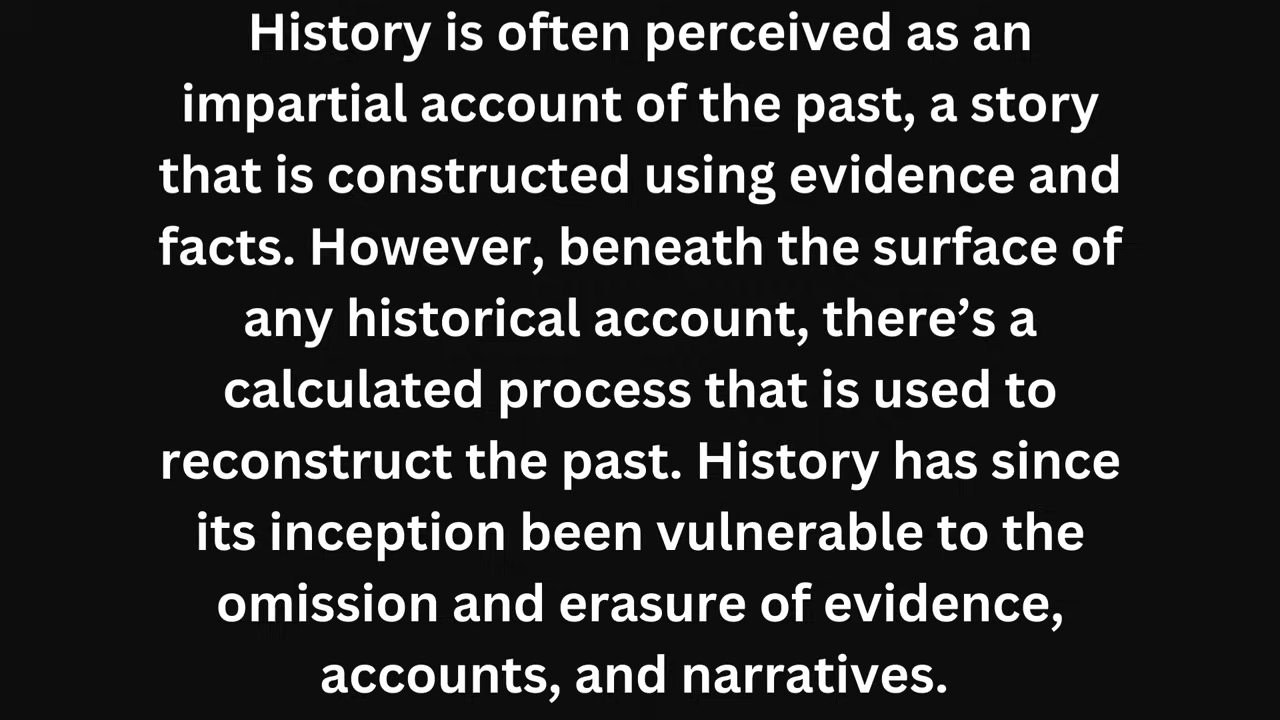 History is often perceived as an
impartial account of the past, a story
that is constructed using evidence and
facts. However, beneath the surface of
any historical account, there’s a
calculated process that is used to
reconstruct the past. History has since
its inception been vulnerable to the
omission and erasure of evidence,
accounts, and narratives.